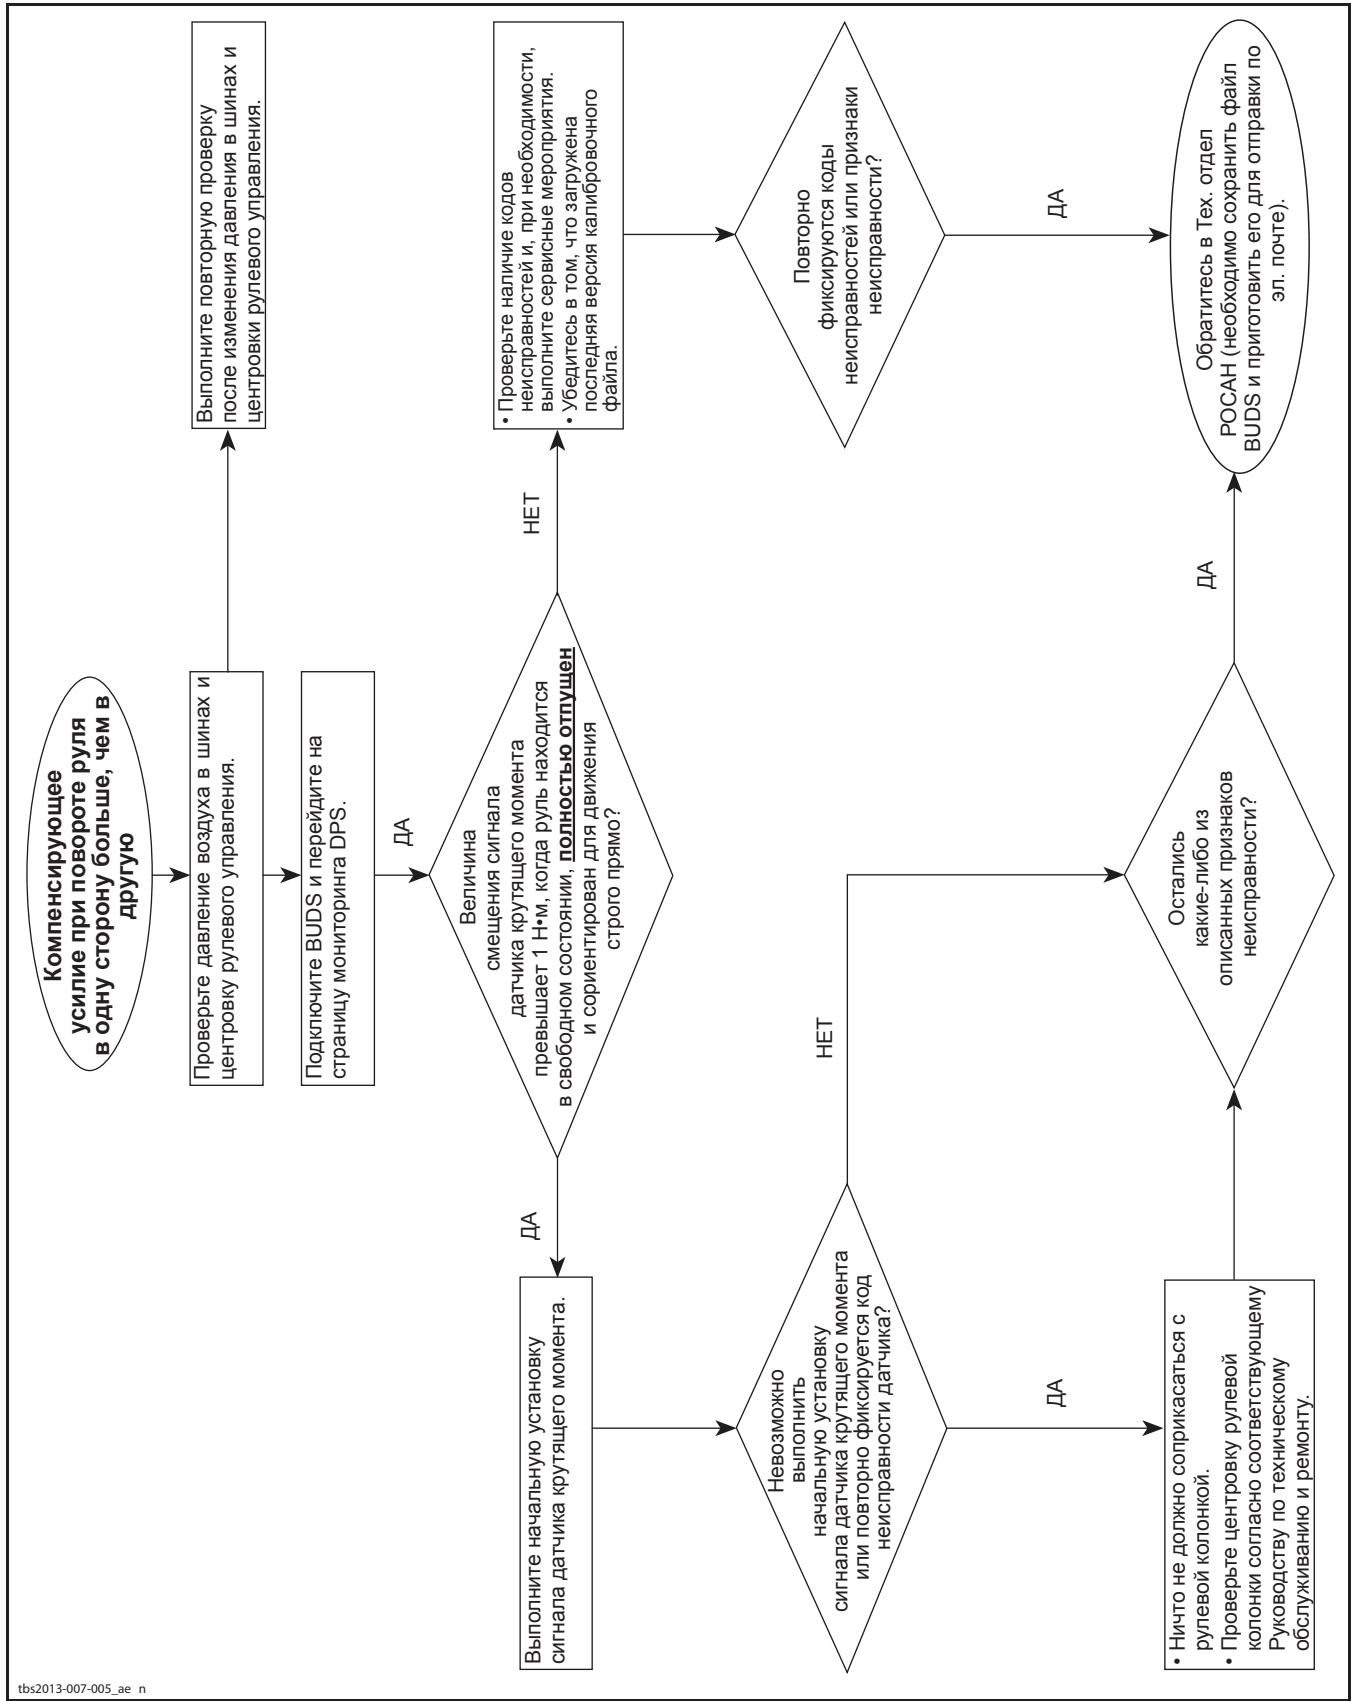 Компенсирующее
усилие при повороте руля
в одну сторону больше, чем в
другую
Проверьте давление воздуха в шинах и
центровку рулевого управления.
Выполните повторную проверку
после изменения давления в шинах и
центровки рулевого управления.
Подключите BUDS и перейдите на
страницу мониторинга DPS.
ДА
Величина
смещения сигнала
датчика крутящего момента
превышает 1 Н•м, когда руль находится
в свободном состоянии, полностью отпущен
и сориентирован для движения
строго прямо?
ДА
НЕТ
Выполните начальную установку
сигнала датчика крутящего момента.
• Проверьте наличие кодов
неисправностей и, при необходимости,
выполните сервисные мероприятия.
• Убедитесь в том, что загружена
последняя версия калибровочного
файла.
Невозможно
выполнить
начальную установку
сигнала датчика крутящего момента
или повторно фиксируется код
неисправности датчика?
НЕТ
Повторно
фиксируются коды
неисправностей или признаки
неисправности?
ДА
ДА
• Ничто не должно соприкасаться с
рулевой колонкой.
• Проверьте центровку рулевой
колонки согласно соответствующему
Руководству по техническому
обслуживанию и ремонту.
Остались
какие-либо из
описанных признаков
неисправности?
ДА
Обратитесь в Тех. отдел
РОСАН (необходимо сохранить файл
BUDS и приготовить его для отправки по
эл. почте).
tbs2013-007-005_ae n